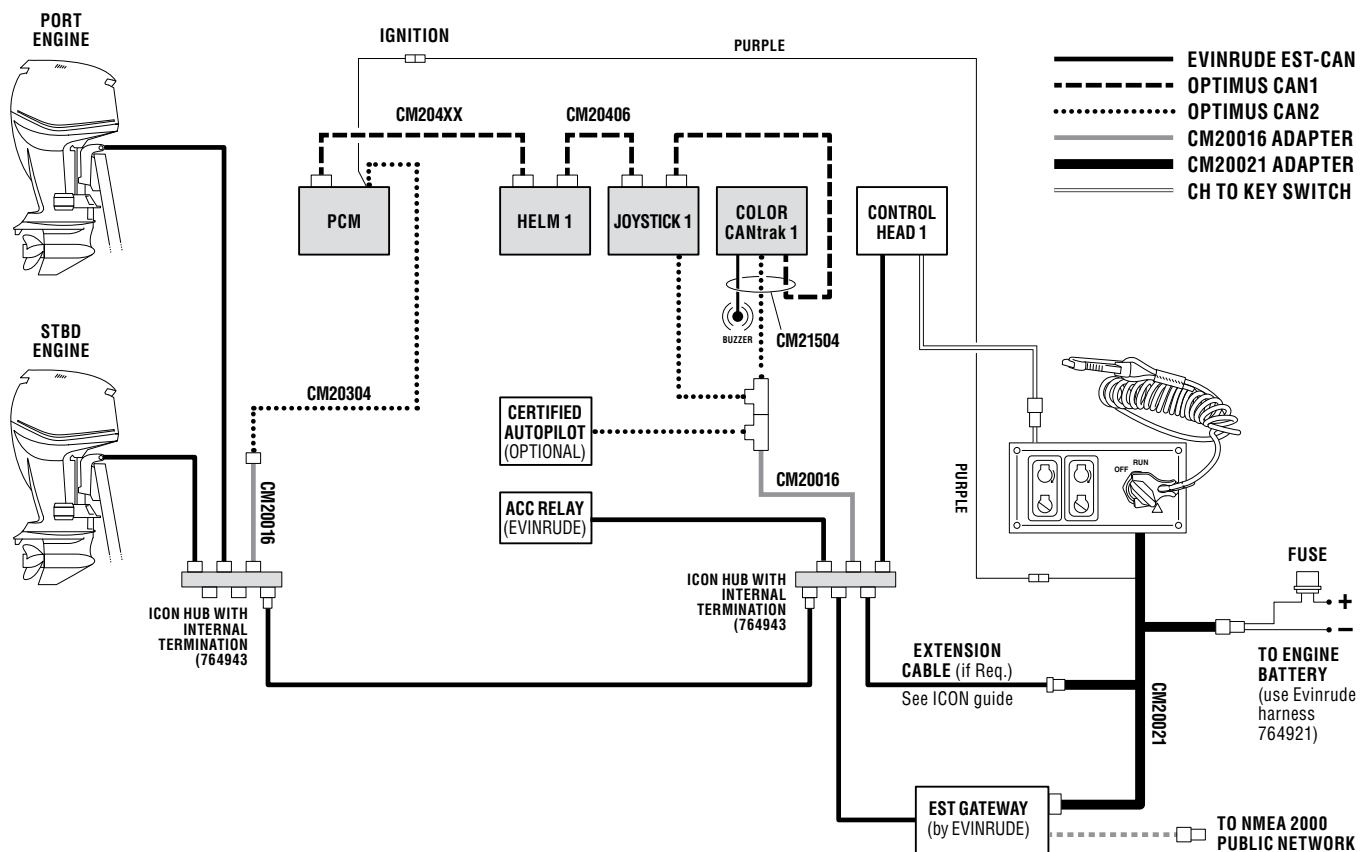 PORT
ENGINE
IGNITION
PURPLE
EVINRUDE EST-CAN
OPTIMUS CAN1
OPTIMUS CAN2
CM20016 ADAPTER
CM20021 ADAPTER
CH TO KEY SWITCH
CM204XX
CM20406
PCM
HELM 1
JOYSTICK 1
COLOR
CANtrak 1
CONTROL
HEAD 1
BUZZER
CM21504
STBD
ENGINE
CM20304
CM20016
CERTIFIED
AUTOPILOT
(OPTIONAL)
CM20016
ACC RELAY
(EVINRUDE)
PURPLE
OFF
RUN
FUSE
+
–
TO ENGINE
BATTERY
(use Evinrude
harness
764921)
ICON HUB WITH
INTERNAL
TERMINATION
(764943
ICON HUB WITH
INTERNAL
TERMINATION
(764943
EXTENSION
CABLE (if Req.)
See ICON guide
CM20021
EST GATEWAY
(by EVINRUDE)
TO NMEA 2000
PUBLIC NETWORK